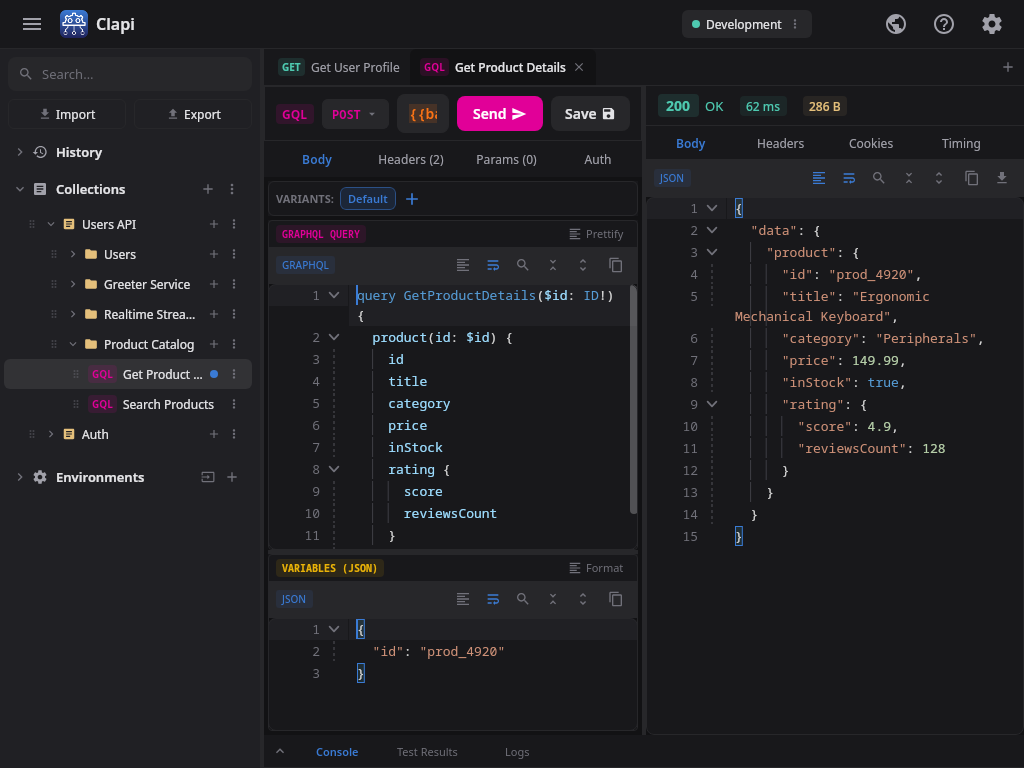 Clapi
Development
Search...
Import
Export
History
Collections
Users API
Users
Greeter Service
Realtime Strea...
Product Catalog
GQL Get Product ...
GQL Search Products
Auth
Environments
GET Get User Profile
GQL Get Product Details
GQL POST {{ba Send Save
Body Headers (2) Params (0) Auth
VARIANTS: Default
GRAPHQL QUERY Prettify
GRAPHQL
1 query GetProductDetails($id: ID!)
{
2 product(id: $id) {
3 id
4 title
5 category
6 price
7 inStock
8 rating {
9 score
10 reviewsCount
11 }
VARIABLES (JSON) Format
JSON
1 {
2 "id": "prod_4920"
3 }
200 OK 62 ms 286 B
Body Headers Cookies Timing
JSON
1 {
2 "data": {
3 "product": {
4 "id": "prod_4920",
5 "title": "Ergonomic
Mechanical Keyboard",
6 "category": "Peripherals",
7 "price": 149.99,
8 "inStock": true,
9 "rating": {
10 "score": 4.9,
11 "reviewsCount": 128
12 }
13 }
14 }
15 }
Console Test Results Logs